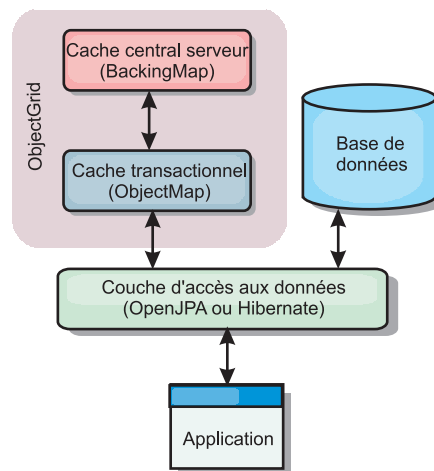 ObjectGrid
Cache central serveur
(BackingMap)
Cache transactionnel
(ObjectMap)
Base de
données
Couche d'accès aux données
(OpenJPA ou Hibernate)
Application